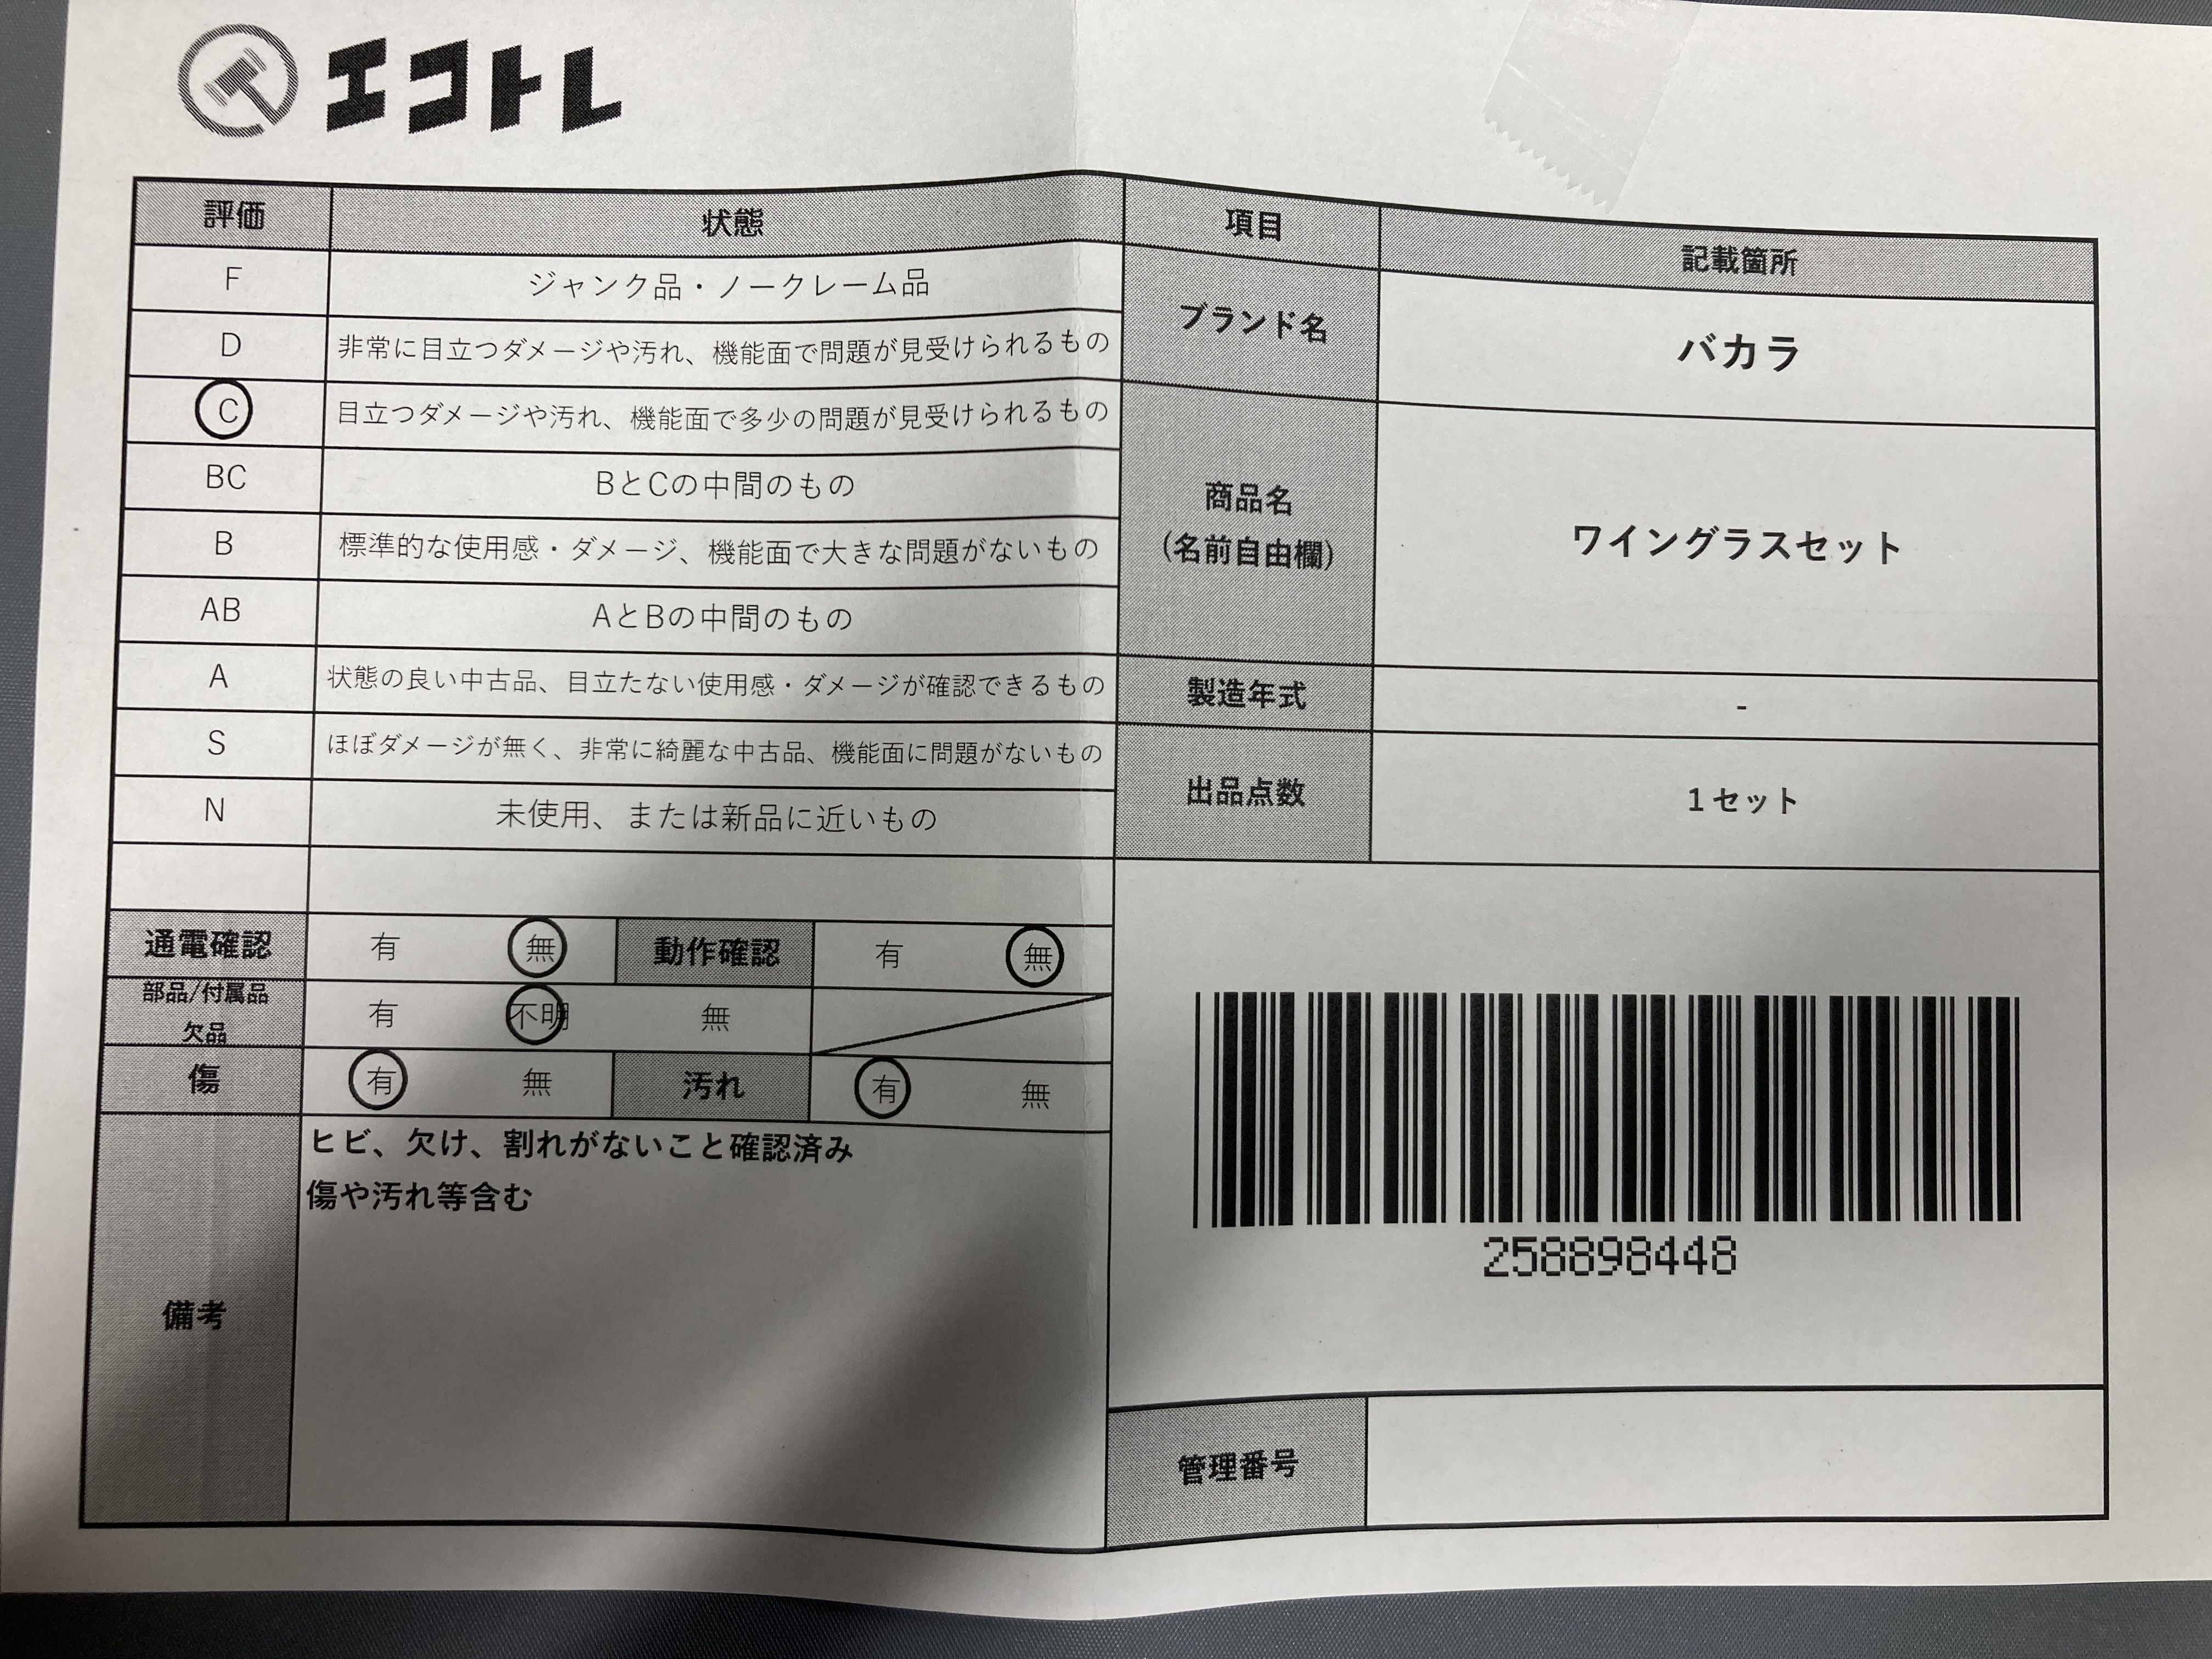 エコトレ
評価 状態
F ジャンク品・ノークレーム品
D 非常に目立つダメージや汚れ、機能面で問題が見受けられるもの
C 目立つダメージや汚れ、機能面で多少の問題が見受けられるもの
BC BとCの中間のもの
B 標準的な使用感・ダメージ、機能面で大きな問題がないもの
AB AとBの中間のもの
A 状態の良い中古品、目立たない使用感・ダメージが確認できるもの
S ほぼダメージが無く、非常に綺麗な中古品、機能面に問題がないもの
N 未使用、または新品に近いもの
通電確認 有 無 動作確認 有 無
部品/付属品
欠品 有 不明 無
傷 有 無 汚れ 有 無
備考
ヒビ、欠け、割れがないこと確認済み
傷や汚れ等含む
項目 記載箇所
ブランド名 バカラ
商品名
(名前自由欄) ワイングラスセット
製造年式 -
出品点数 1セット
258898448
管理番号